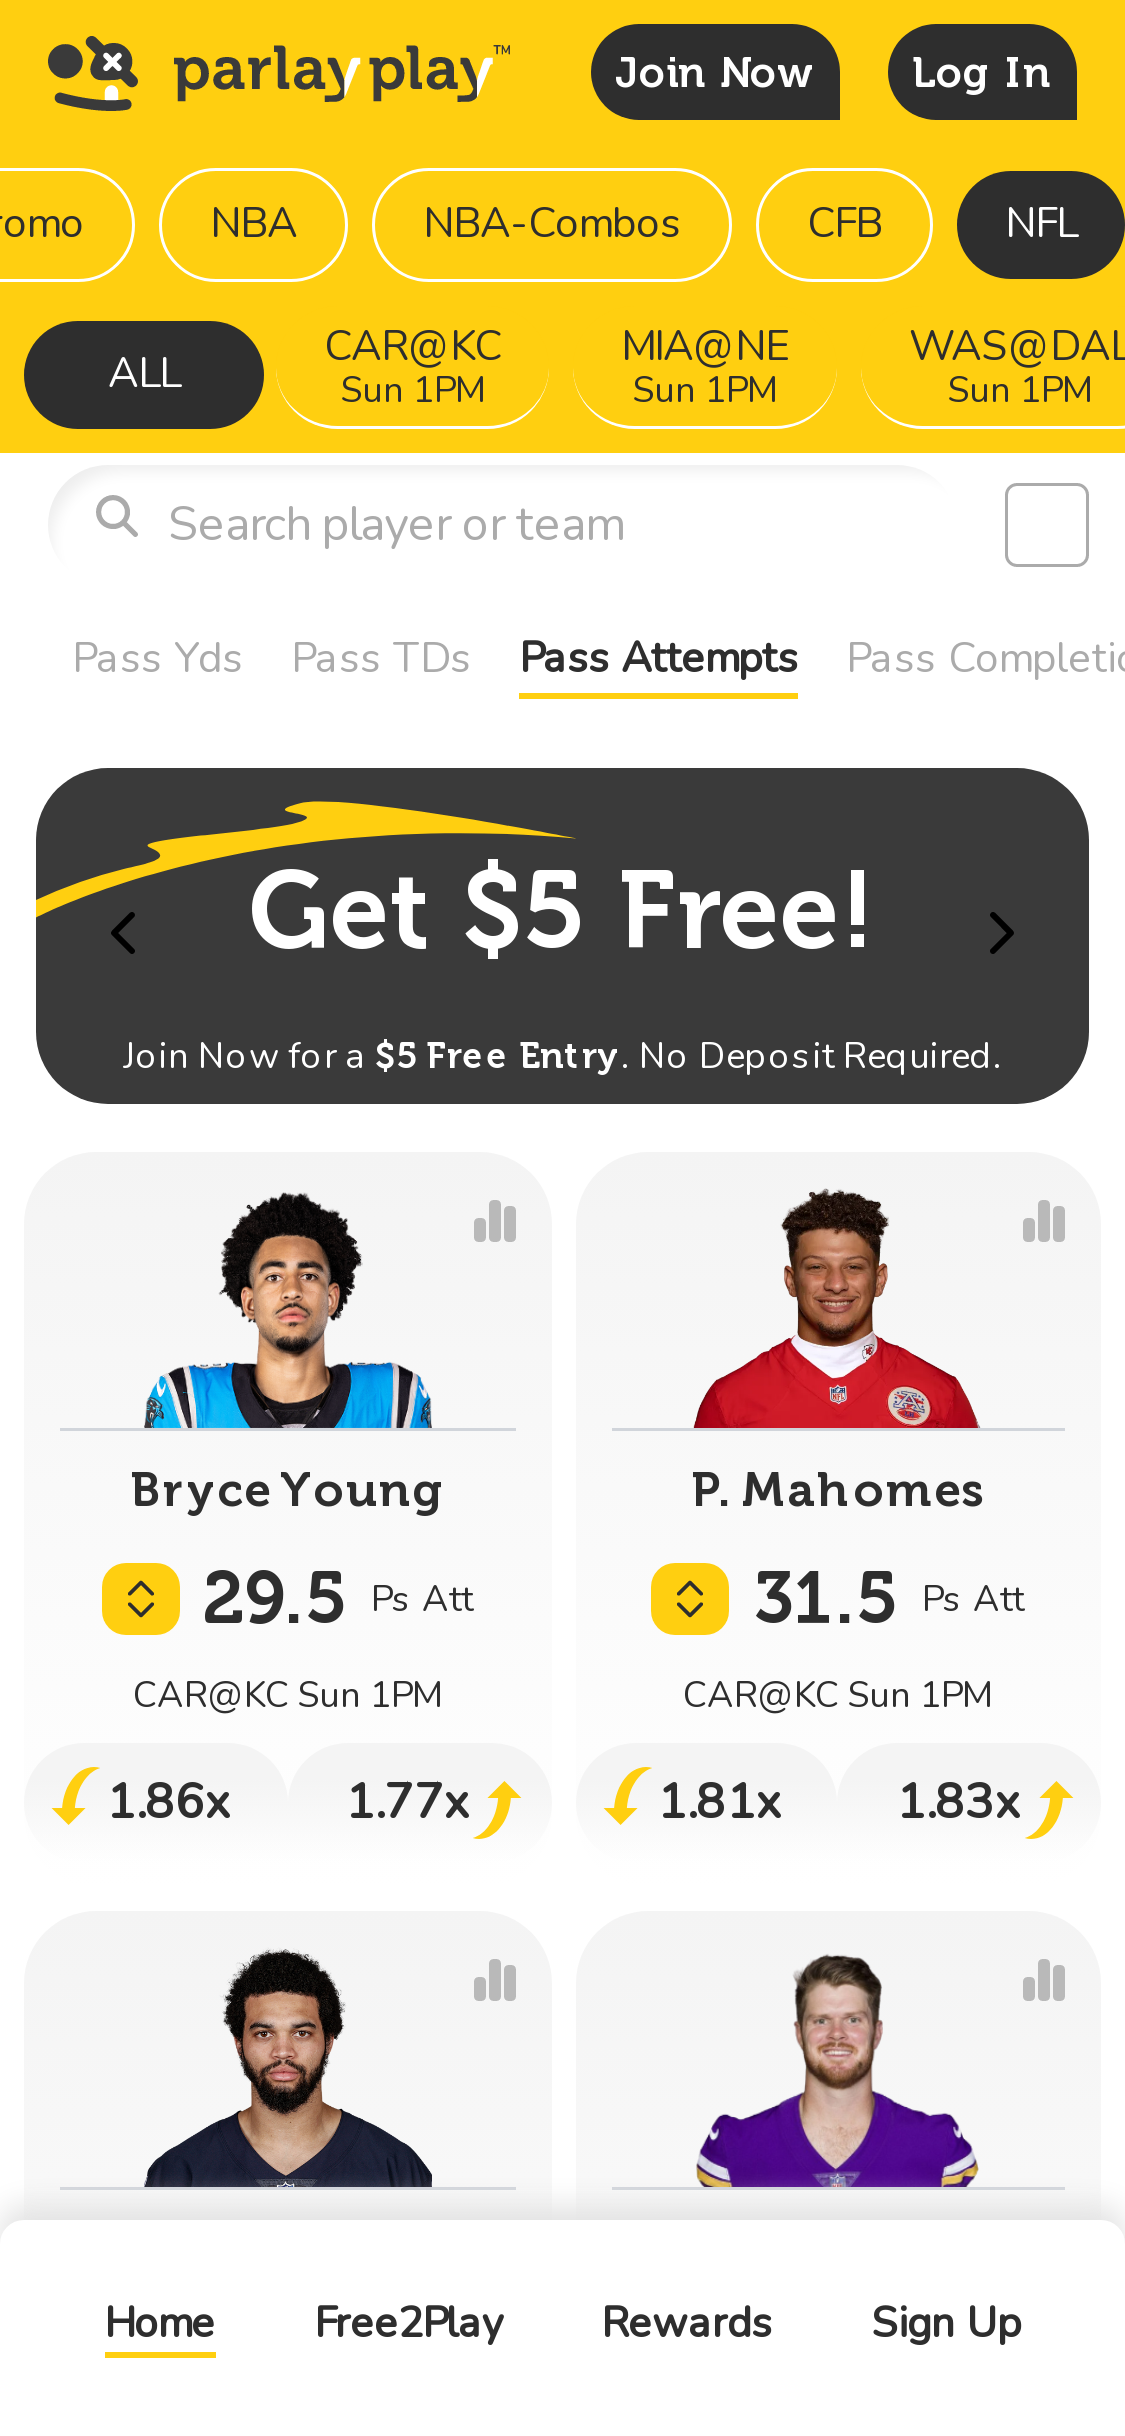 parlay play™
Join Now
Log In
romo
NBA
NBA-Combos
CFB
NFL
ALL
CAR@KC
Sun 1PM
MIA@NE
Sun 1PM
WAS@DAL
Sun 1PM
Search player or team
Pass Yds
Pass TDs
Pass Attempts
Pass Completio
Get $5 Free!
Join Now for a $5 Free Entry. No Deposit Required.
Bryce Young
29.5 Ps Att
CAR@KC Sun 1PM
1.86x
1.77x
P. Mahomes
31.5 Ps Att
CAR@KC Sun 1PM
1.81x
1.83x
Home
Free2Play
Rewards
Sign Up